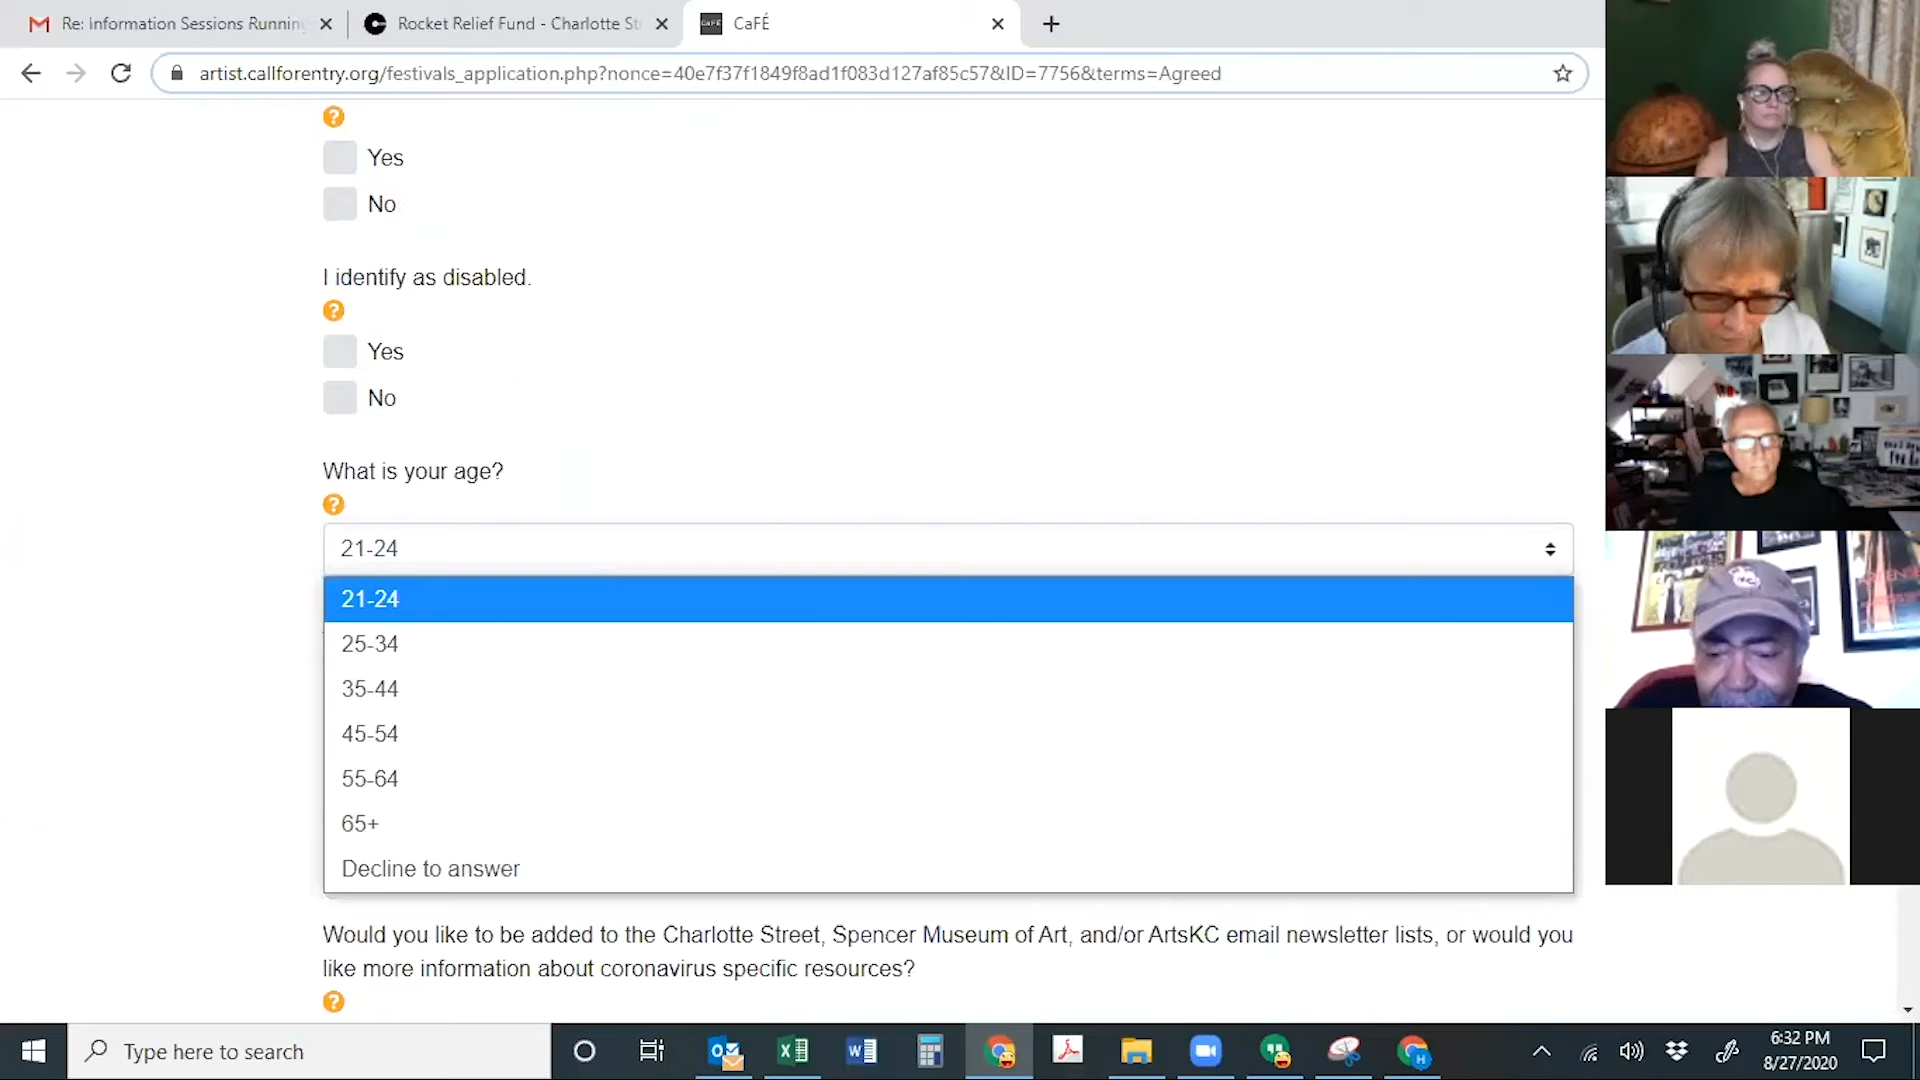 Re: Information Sessions Running
Rocket Relief Fund - Charlotte St
CaFÉ
CaFÉ
artist.callforentry.org/festivals_application.php?nonce=40e7f37f1849f8ad1f083d127af85c57&ID=7756&terms=Agreed
?
Yes
No
I identify as disabled.
?
Yes
No
What is your age?
?
21-24
21-24
25-34
35-44
45-54
55-64
65+
Decline to answer
Would you like to be added to the Charlotte Street, Spencer Museum of Art, and/or ArtsKC email newsletter lists, or would you
like more information about coronavirus specific resources?
?
Type here to search
6:32 PM
8/27/2020